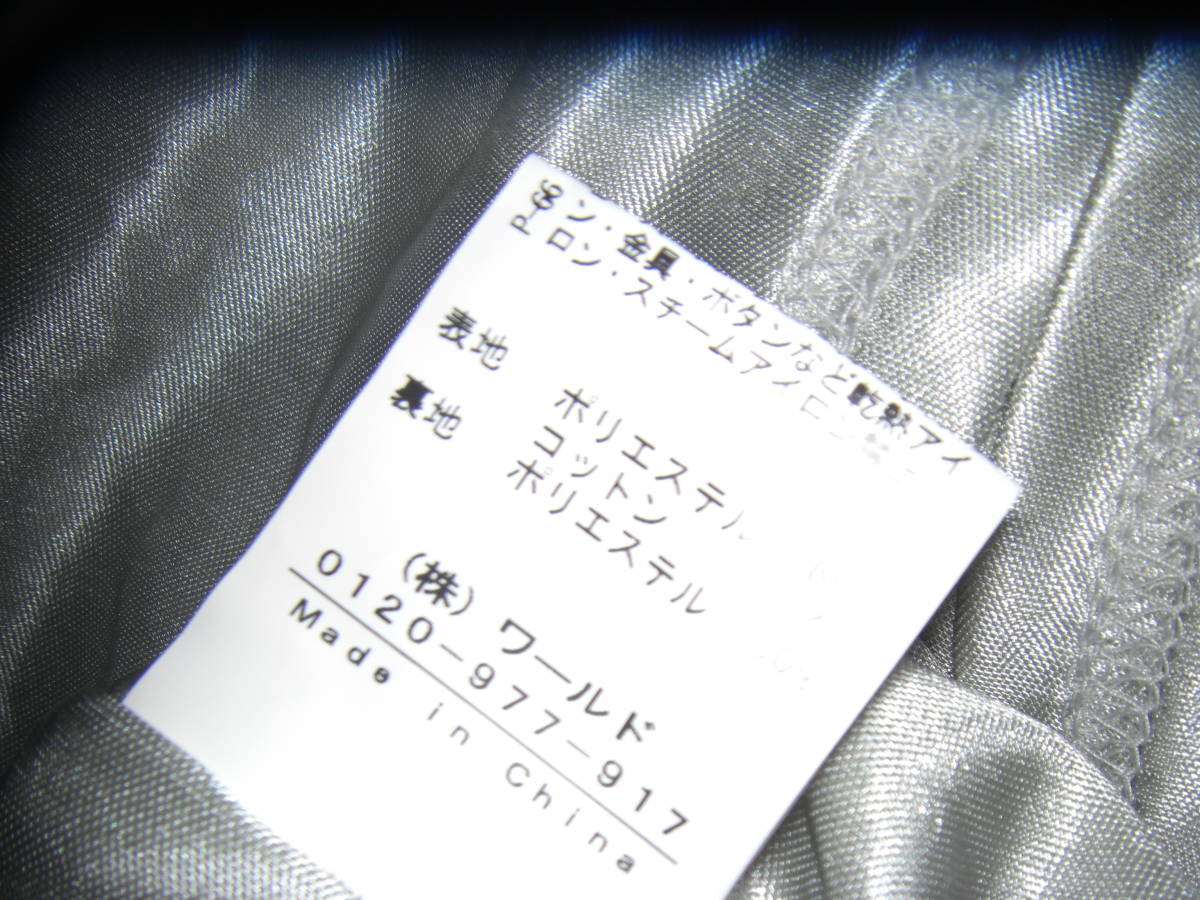 ン・金具・ボタンなど乾熱アイ
ロン・スチームアイロン
表地 ポリエステル
コットン
裏地 ポリエステル
（株）ワールド
0120－977－917
Made in China